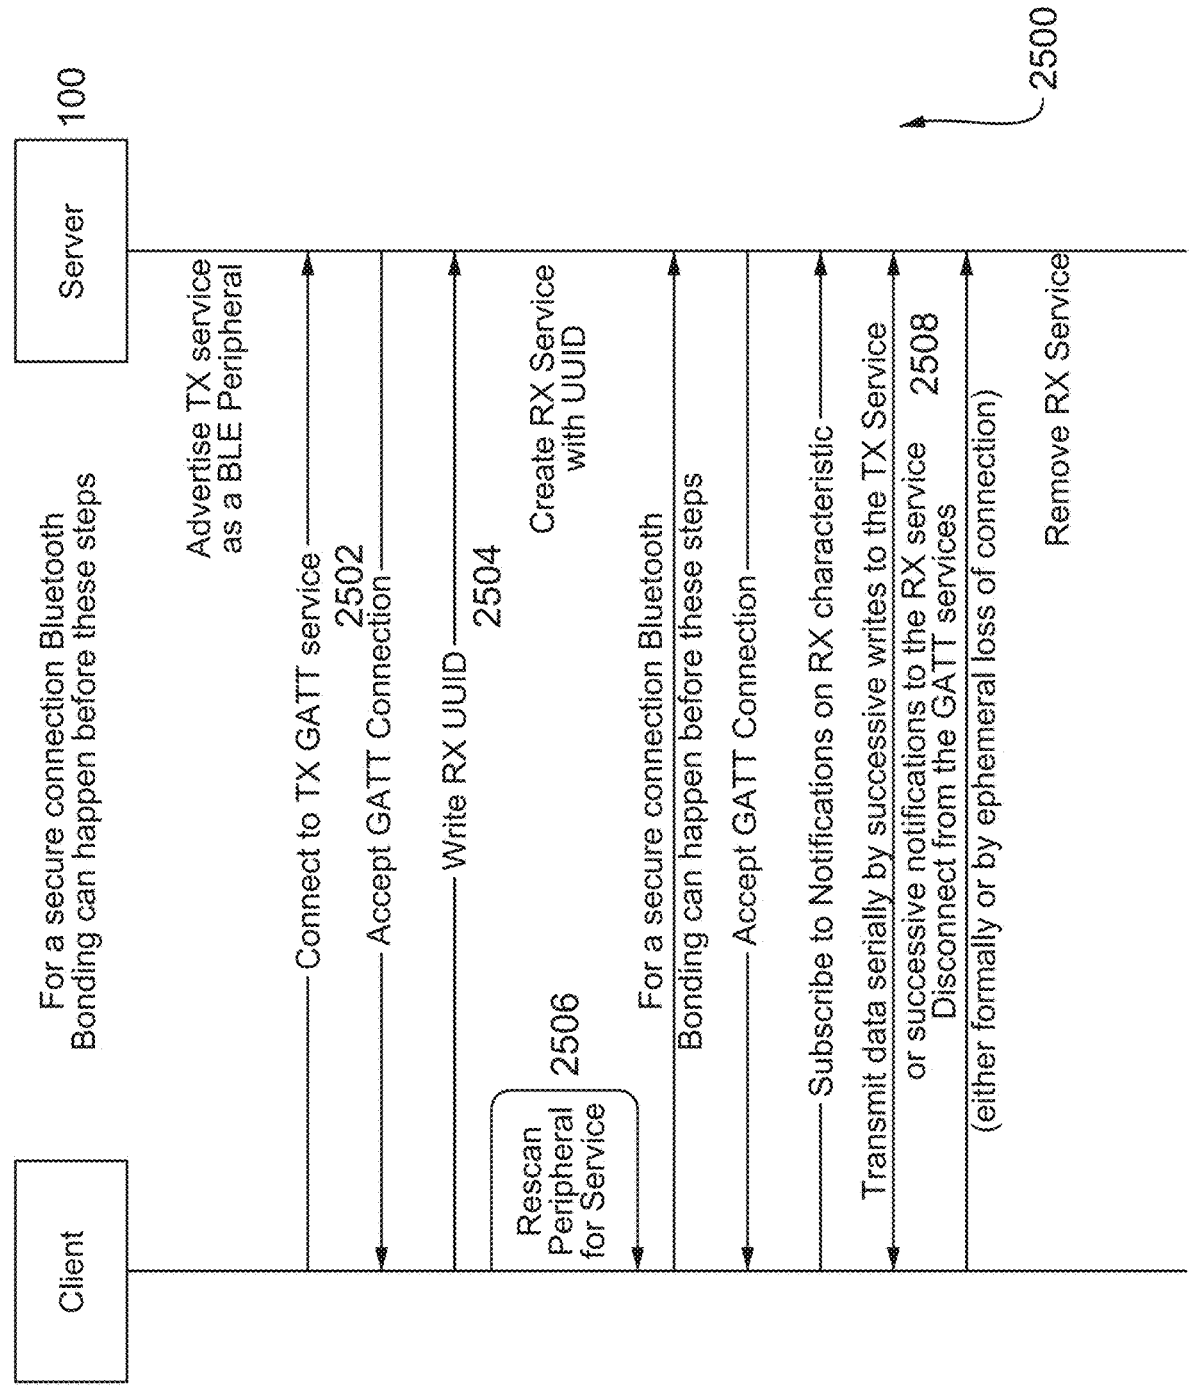 Client
Server
100
For a secure connection Bluetooth
Bonding can happen before these steps
Advertise TX service
as a BLE Peripheral
Connect to TX GATT service
2502
Accept GATT Connection
Write RX UUID
2504
Rescan
Peripheral
for Service
2506
Create RX Service
with UUID
For a secure connection Bluetooth
Bonding can happen before these steps
Accept GATT Connection
Subscribe to Notifications on RX characteristic
Transmit data serially by successive writes to the TX Service
or successive notifications to the RX service
2508
Disconnect from the GATT services
(either formally or by ephemeral loss of connection)
Remove RX Service
2500